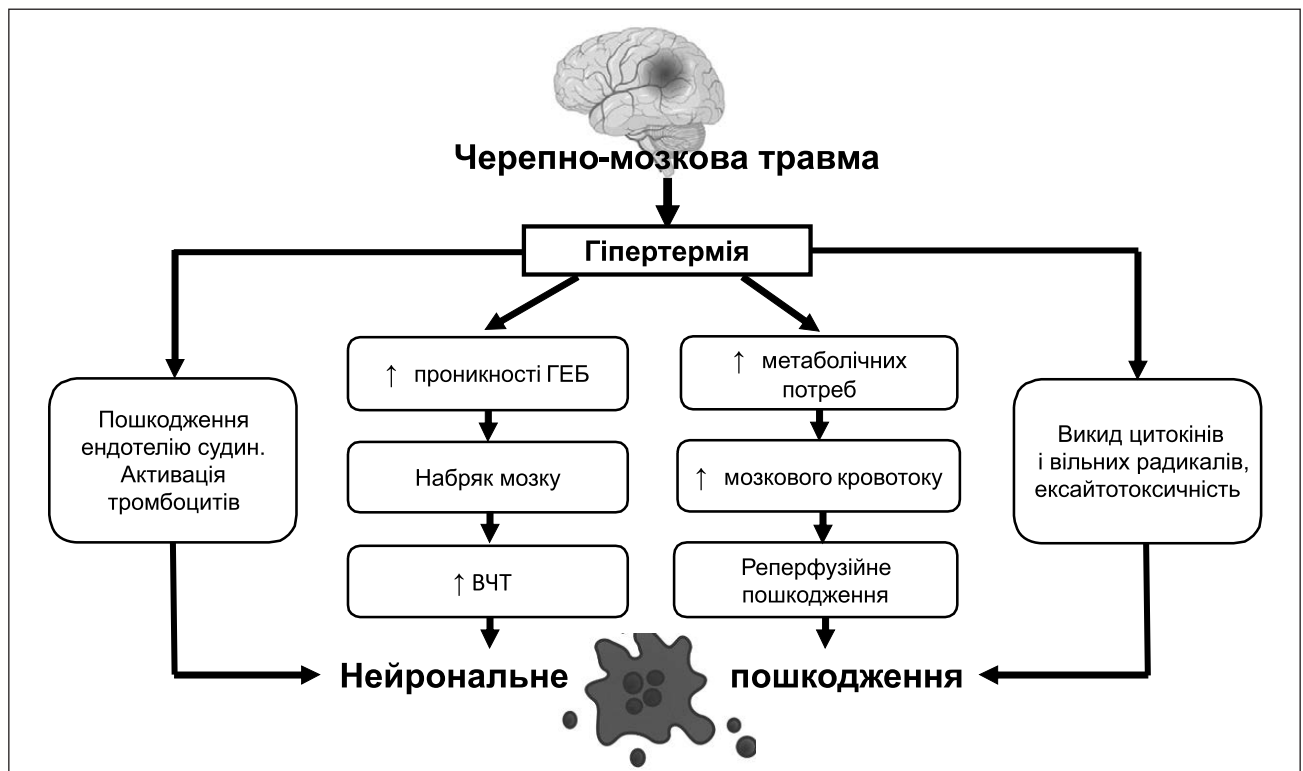 Черепно-мозкова травма
Гіпертермія
Пошкодження
ендотелію судин.
Активація
тромбоцитів
↑ проникності ГЕБ
Набряк мозку
↑ ВЧТ
↑ метаболічних
потреб
↑ мозкового кровотоку
Реперфузійне
пошкодження
Викид цитокінів
і вільних радикалів,
ексайтотоксичність
Нейрональне пошкодження